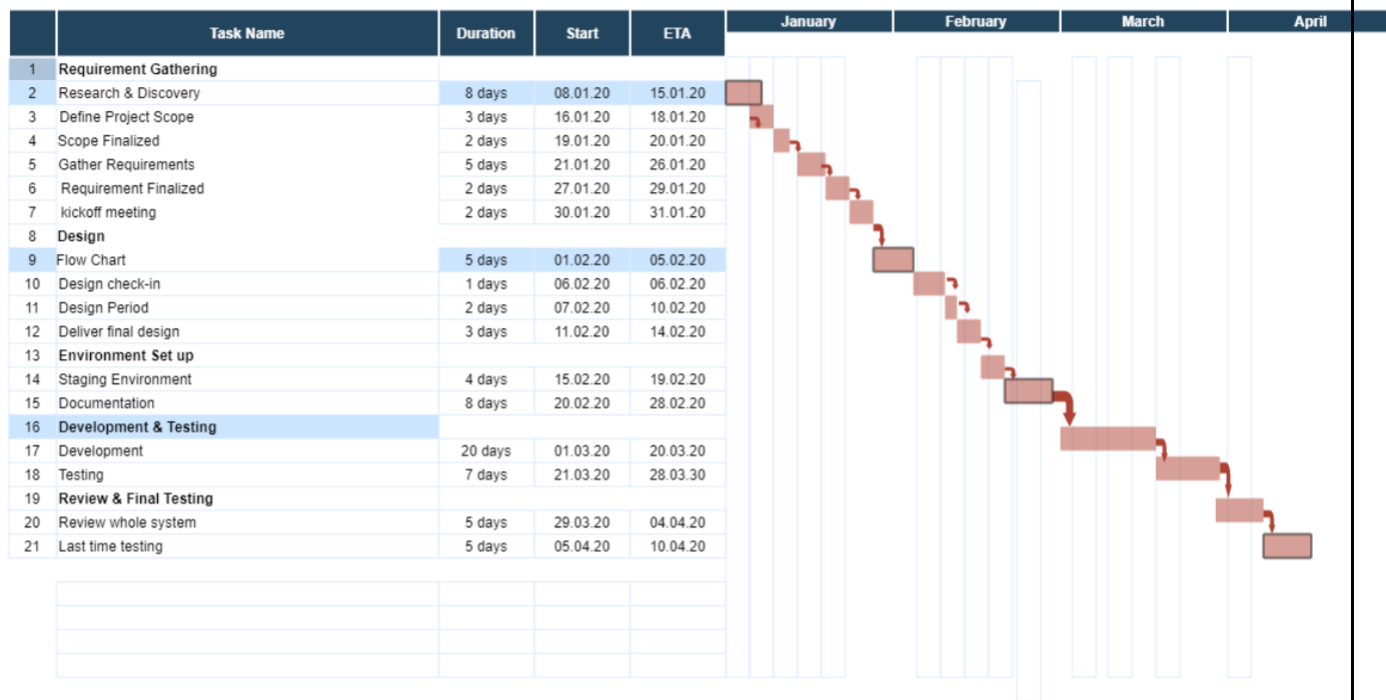 Task Name Duration Start ETA January February March April
1 Requirement Gathering
2 Research & Discovery 8 days 08.01.20 15.01.20
3 Define Project Scope 3 days 16.01.20 18.01.20
4 Scope Finalized 2 days 19.01.20 20.01.20
5 Gather Requirements 5 days 21.01.20 26.01.20
6 Requirement Finalized 2 days 27.01.20 29.01.20
7 kickoff meeting 2 days 30.01.20 31.01.20
8 Design
9 Flow Chart 5 days 01.02.20 05.02.20
10 Design check-in 1 days 06.02.20 06.02.20
11 Design Period 2 days 07.02.20 10.02.20
12 Deliver final design 3 days 11.02.20 14.02.20
13 Environment Set up
14 Staging Environment 4 days 15.02.20 19.02.20
15 Documentation 8 days 20.02.20 28.02.20
16 Development & Testing
17 Development 20 days 01.03.20 20.03.20
18 Testing 7 days 21.03.20 28.03.30
19 Review & Final Testing
20 Review whole system 5 days 29.03.20 04.04.20
21 Last time testing 5 days 05.04.20 10.04.20